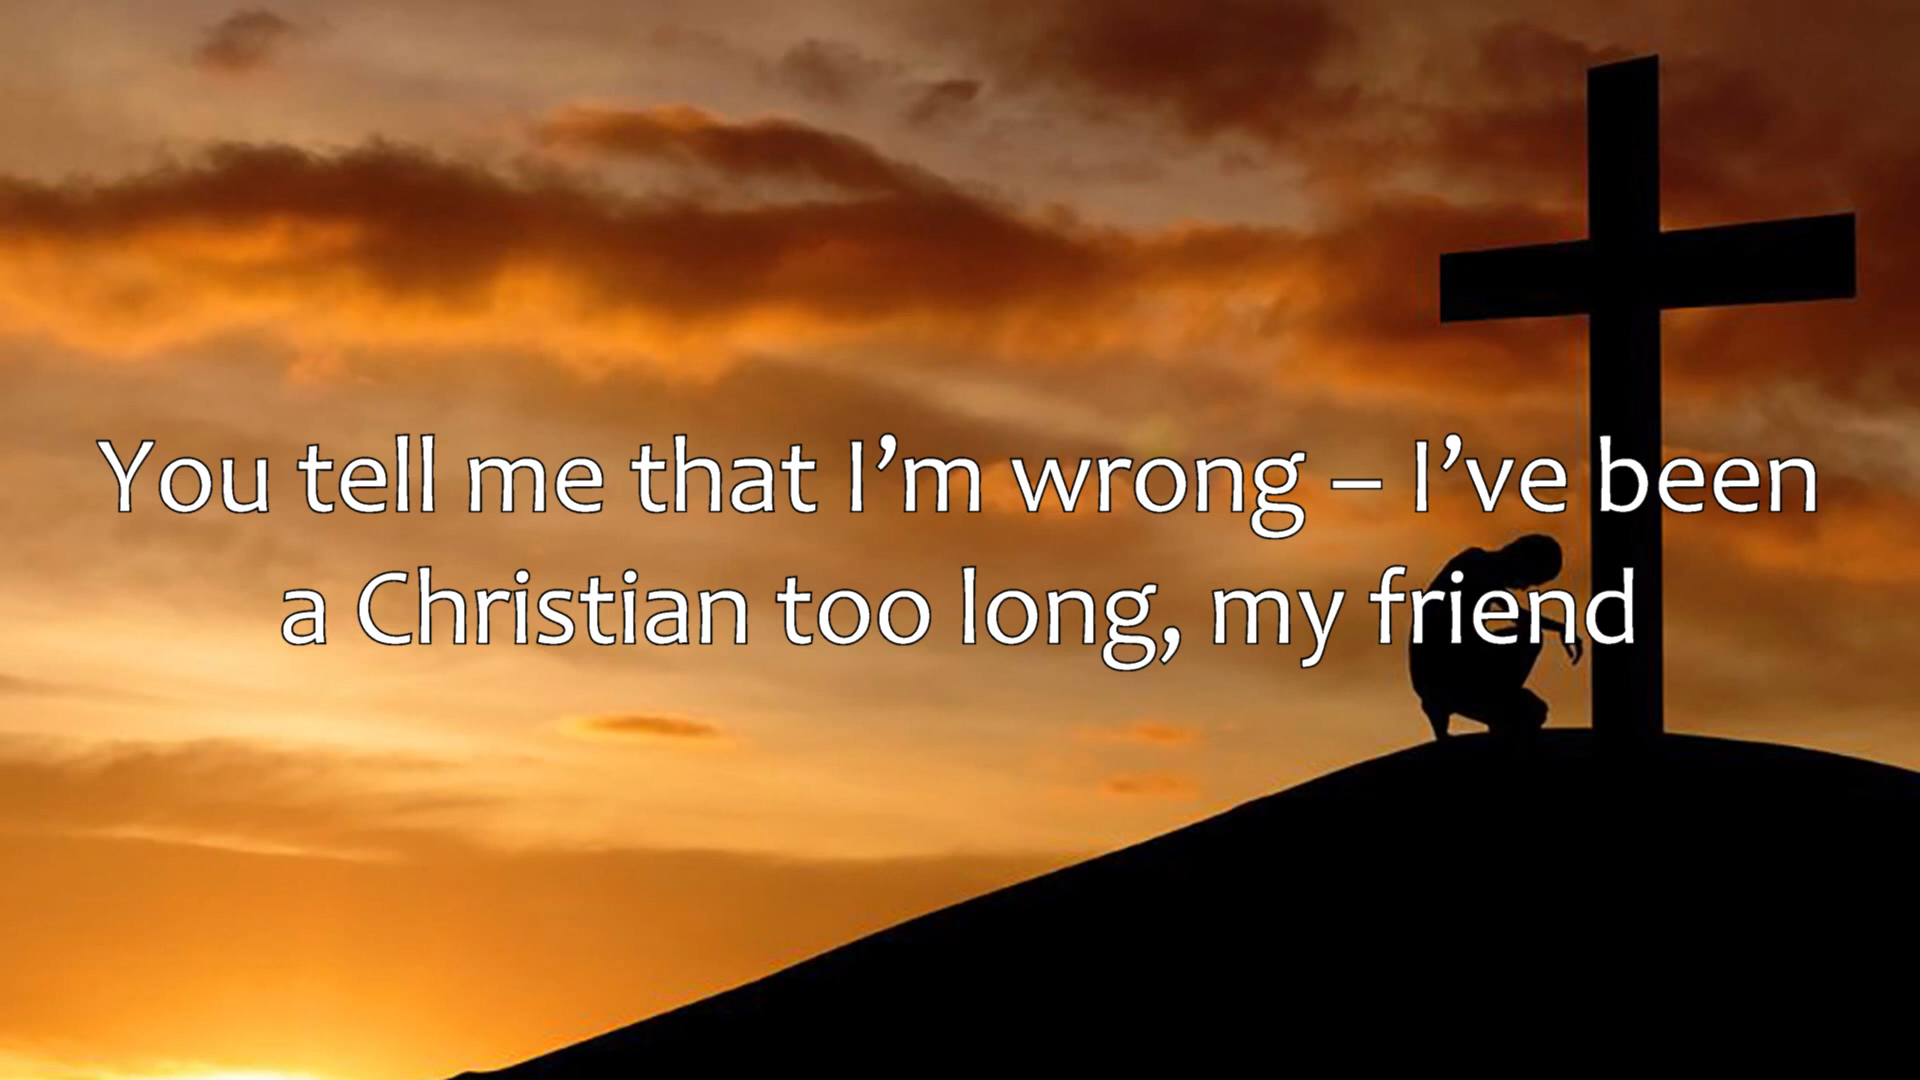 You tell me that I’m wrong – I’ve been
a Christian too long, my friend